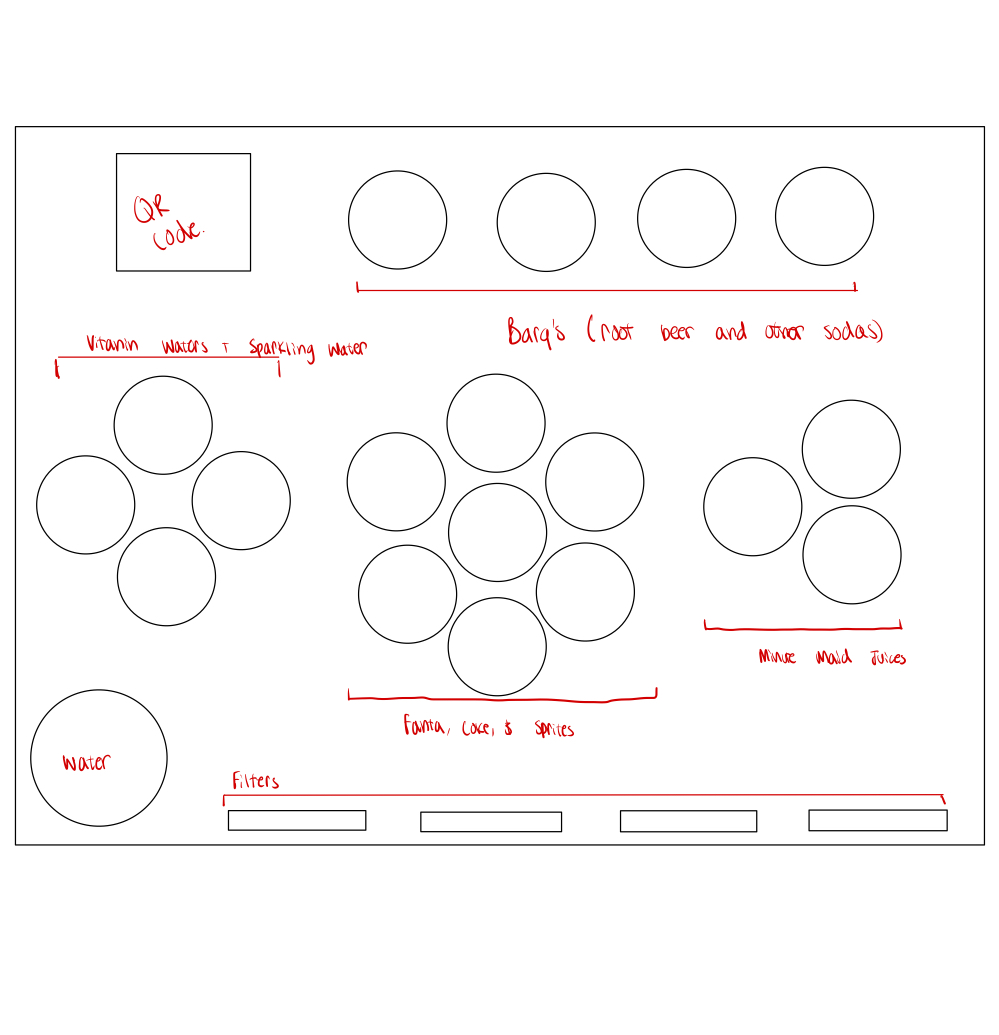 QR
code.
Barq's (root beer and other sodas)
Vitamin Waters + Sparkling Water
Minute Maid Juices
Fanta, Coke, & Sprites
Water
Filters